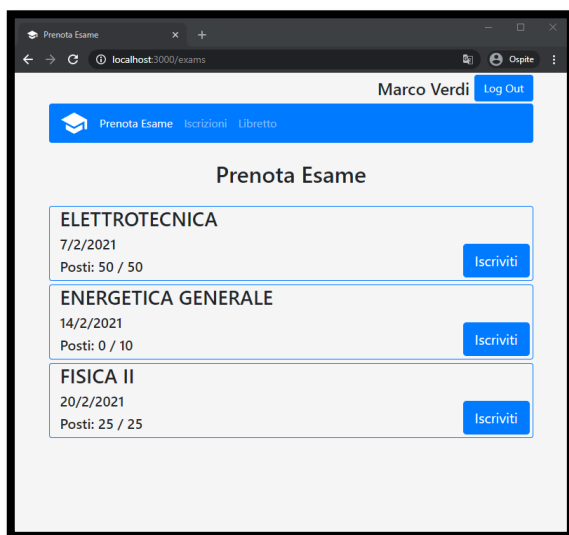 Prenota Esame
localhost:3000/exams
Ospite
Marco Verdi Log Out
Prenota Esame Iscrizioni Libretto
Prenota Esame
ELETTROTECNICA
7/2/2021
Posti: 50 / 50
Iscriviti
ENERGETICA GENERALE
14/2/2021
Posti: 0 / 10
Iscriviti
FISICA II
20/2/2021
Posti: 25 / 25
Iscriviti